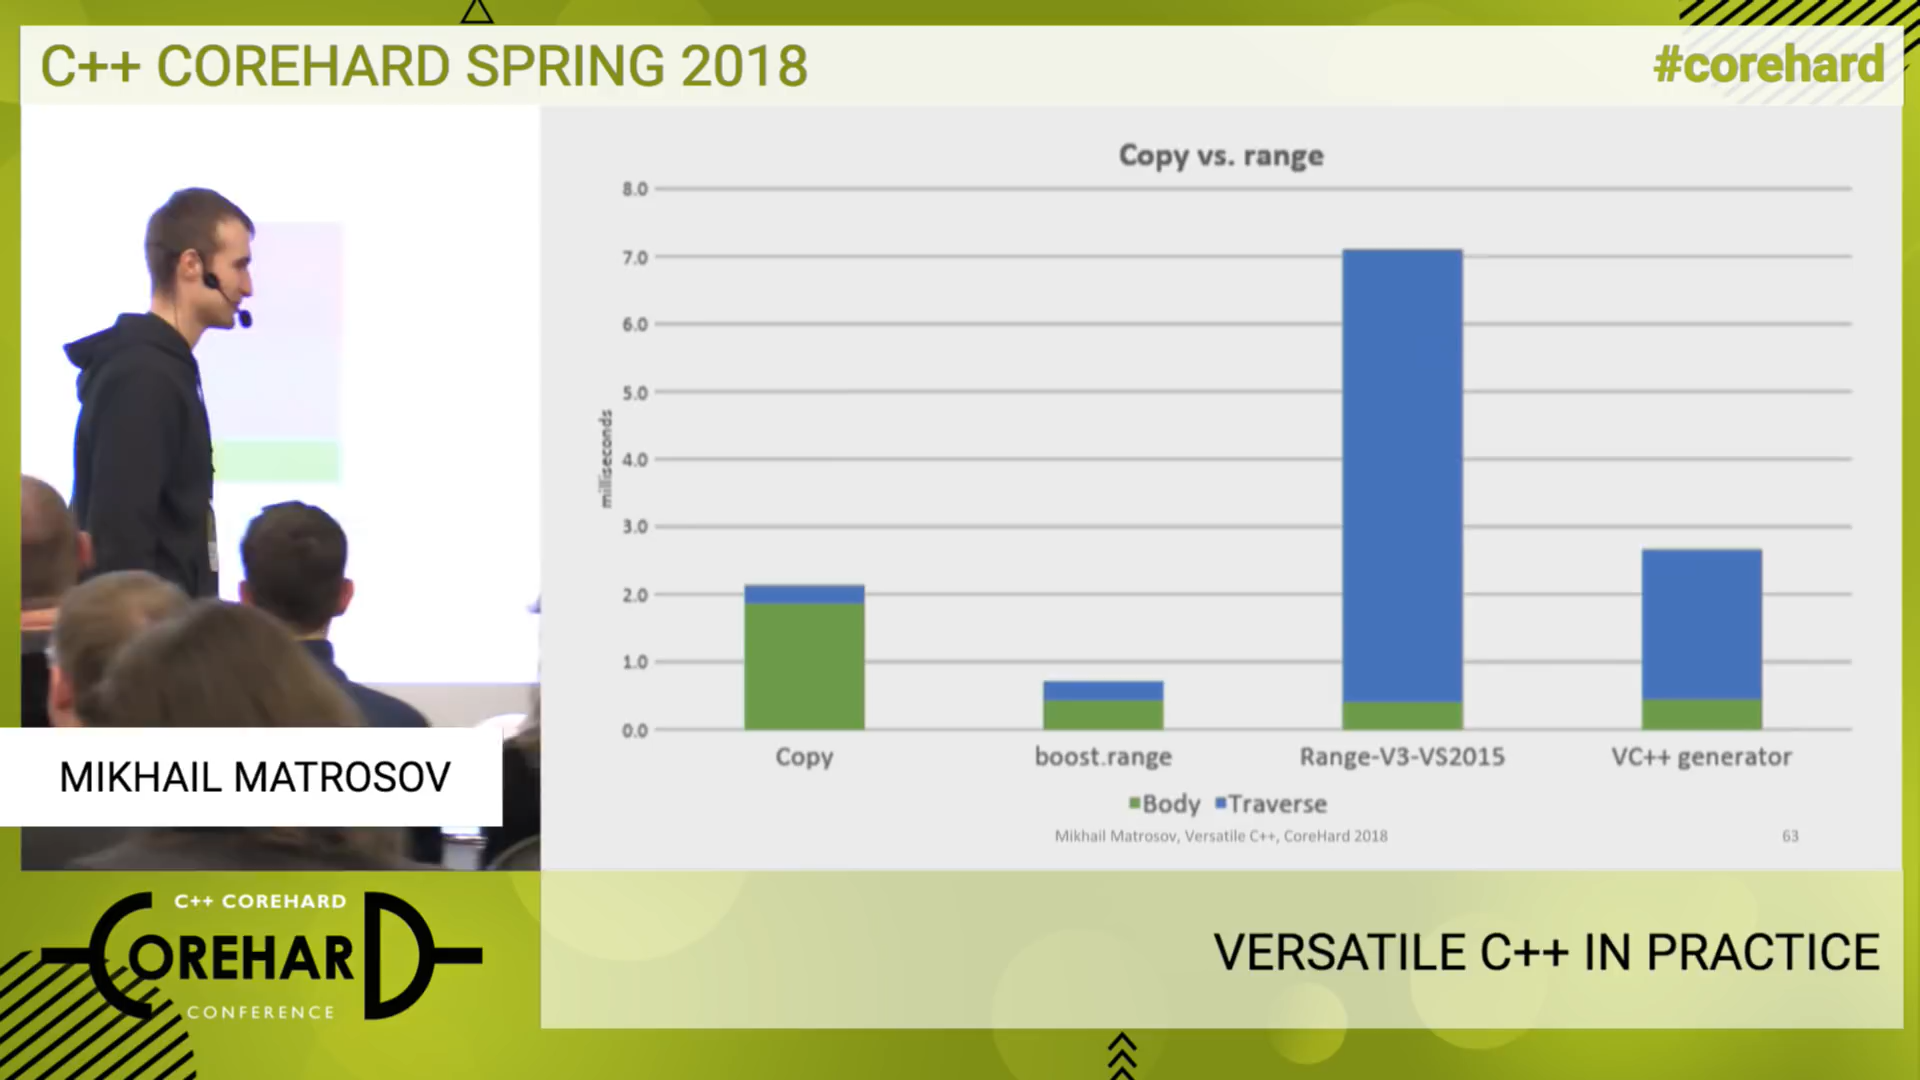 C++ COREHARD SPRING 2018
#corehard
Copy vs. range
8.0
7.0
6.0
5.0
4.0
3.0
2.0
1.0
0.0
milliseconds
Copy
boost.range
Range-V3-VS2015
VC++ generator
Body
Traverse
Mikhail Matrosov, Versatile C++, CoreHard 2018
63
MIKHAIL MATROSOV
C++ COREHARD
COREHARD
CONFERENCE
VERSATILE C++ IN PRACTICE